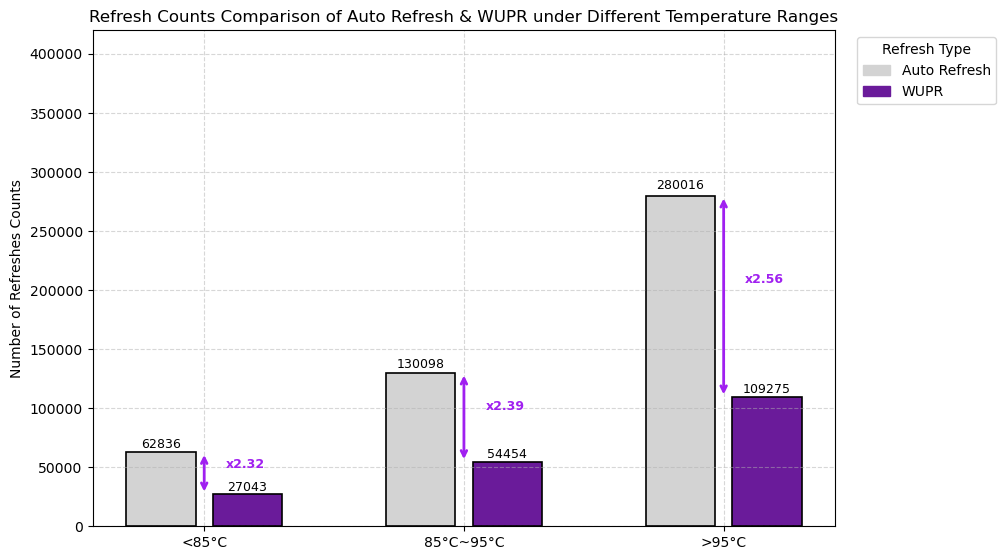 Refresh Counts Comparison of Auto Refresh & WUPR under Different Temperature Ranges
Refresh Type
Auto Refresh
WUPR
Number of Refreshes Counts
400000
350000
300000
250000
200000
150000
100000
50000
0
62836
x2.32
27043
130098
x2.39
54454
280016
x2.56
109275
<85°C
85°C~95°C
>95°C